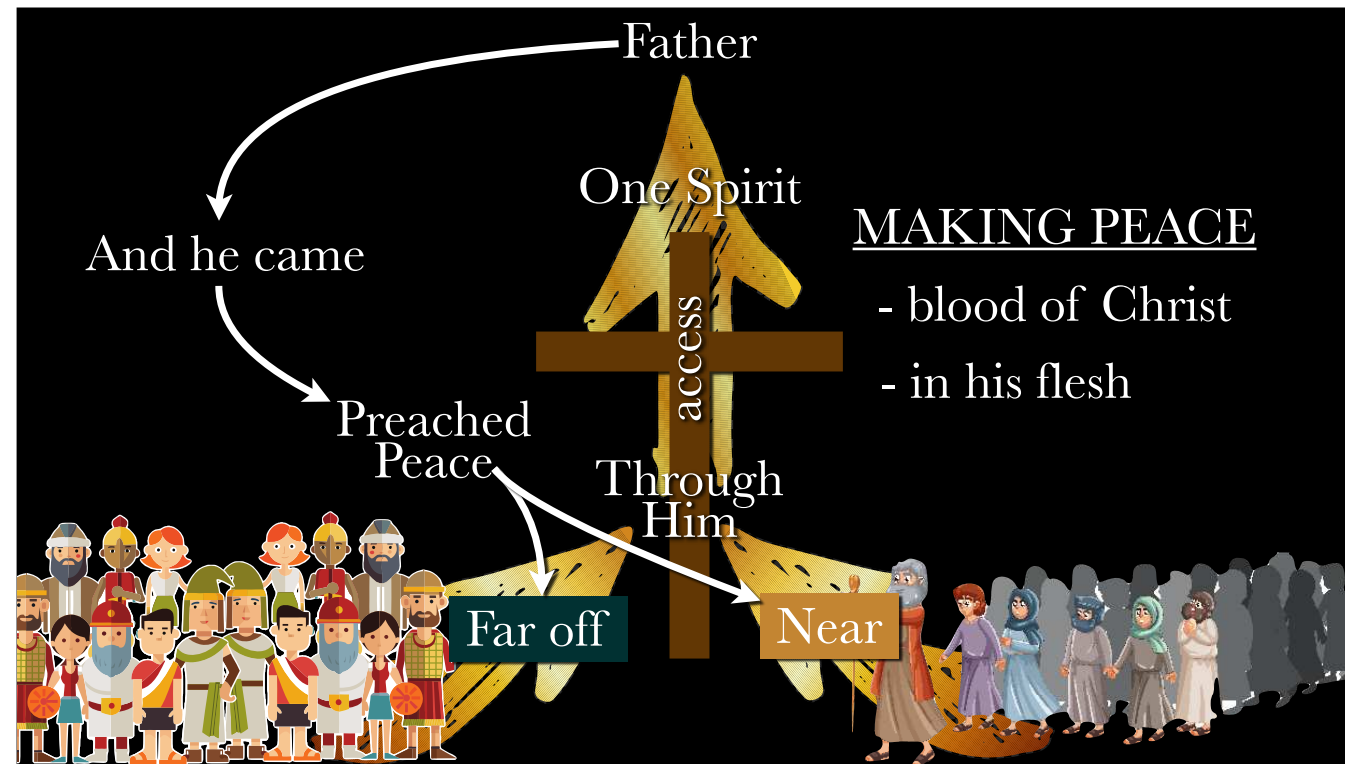 Father
One Spirit
And he came
MAKING PEACE
- blood of Christ
- in his flesh
access
Preached
Peace
Through
Him
Far off
Near